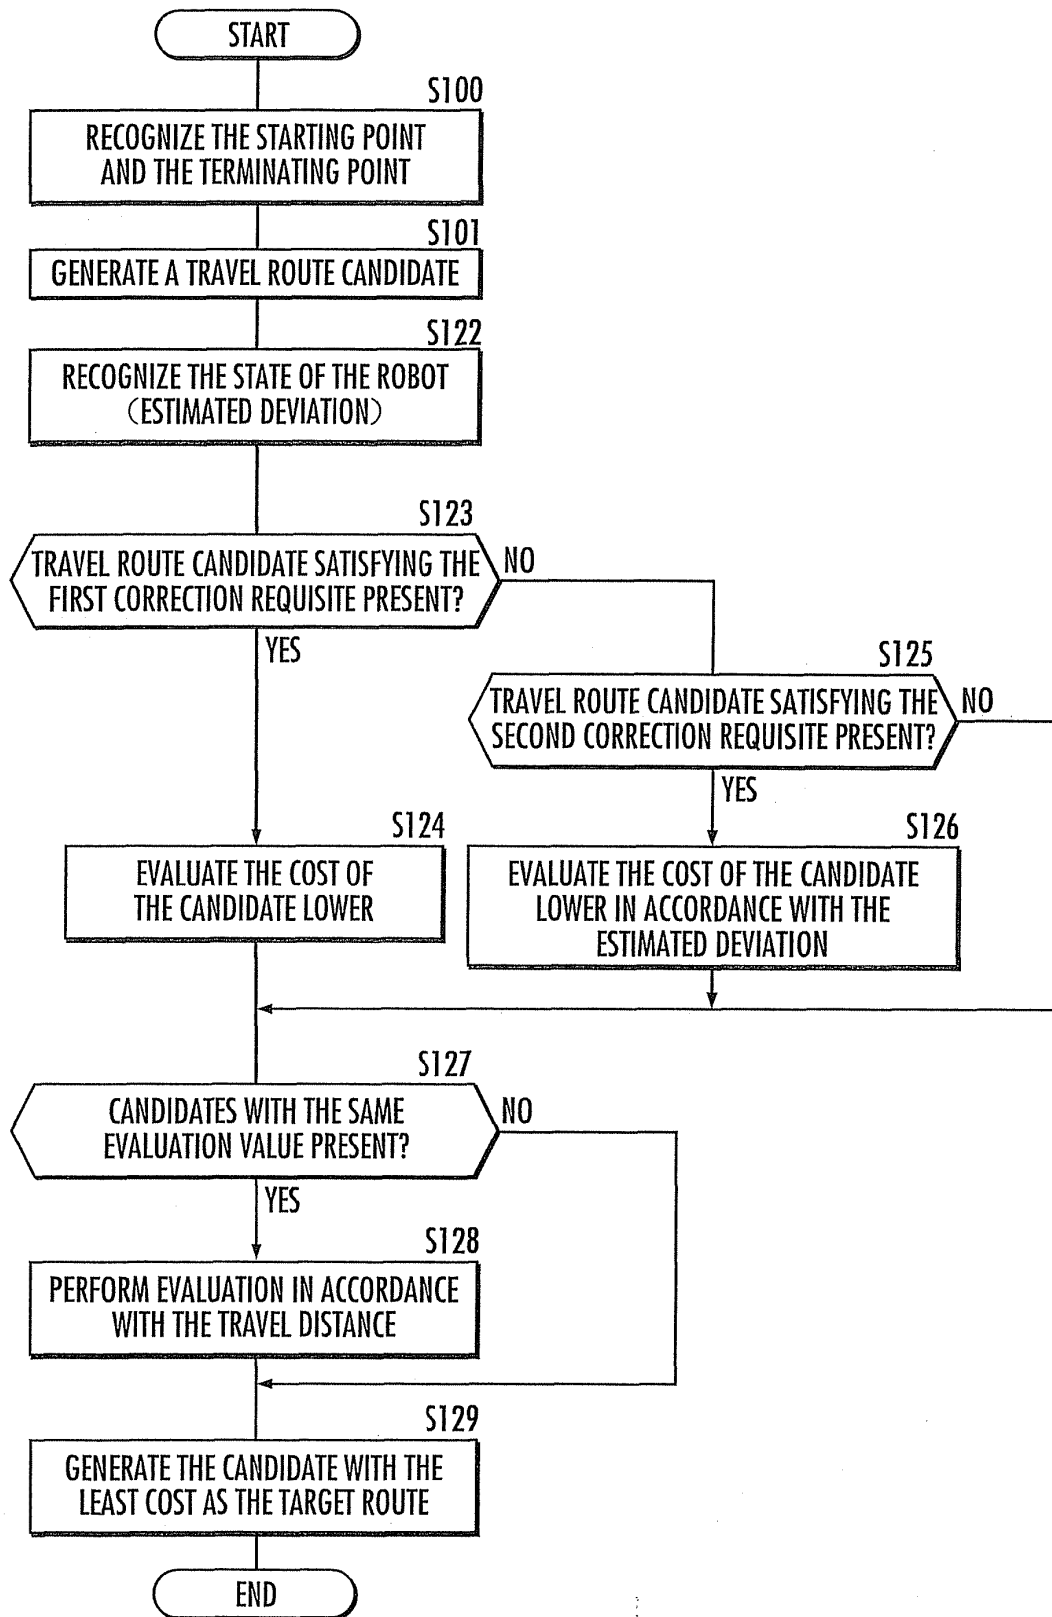 START
S100
RECOGNIZE THE STARTING POINT
AND THE TERMINATING POINT
S101
GENERATE A TRAVEL ROUTE CANDIDATE
S122
RECOGNIZE THE STATE OF THE ROBOT
(ESTIMATED DEVIATION)
S123
TRAVEL ROUTE CANDIDATE SATISFYING THE
FIRST CORRECTION REQUISITE PRESENT?
NO
YES
S125
TRAVEL ROUTE CANDIDATE SATISFYING THE
SECOND CORRECTION REQUISITE PRESENT?
NO
YES
S124
EVALUATE THE COST OF
THE CANDIDATE LOWER
S126
EVALUATE THE COST OF THE CANDIDATE
LOWER IN ACCORDANCE WITH THE
ESTIMATED DEVIATION
S127
CANDIDATES WITH THE SAME
EVALUATION VALUE PRESENT?
NO
YES
S128
PERFORM EVALUATION IN ACCORDANCE
WITH THE TRAVEL DISTANCE
S129
GENERATE THE CANDIDATE WITH THE
LEAST COST AS THE TARGET ROUTE
END